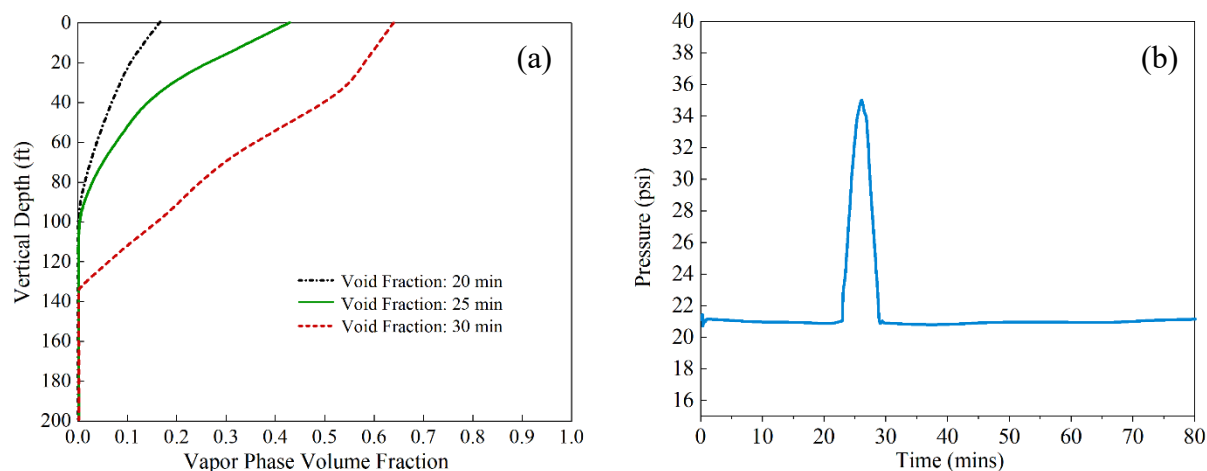 (a)
0
20
40
60
80
100
120
140
160
180
200
Vertical Depth (ft)
Void Fraction: 20 min
Void Fraction: 25 min
Void Fraction: 30 min
0.0 0.1 0.2 0.3 0.4 0.5 0.6 0.7 0.8 0.9 1.0
Vapor Phase Volume Fraction
(b)
40
38
36
34
32
30
28
26
24
22
20
18
16
Pressure (psi)
0 10 20 30 40 50 60 70 80
Time (mins)